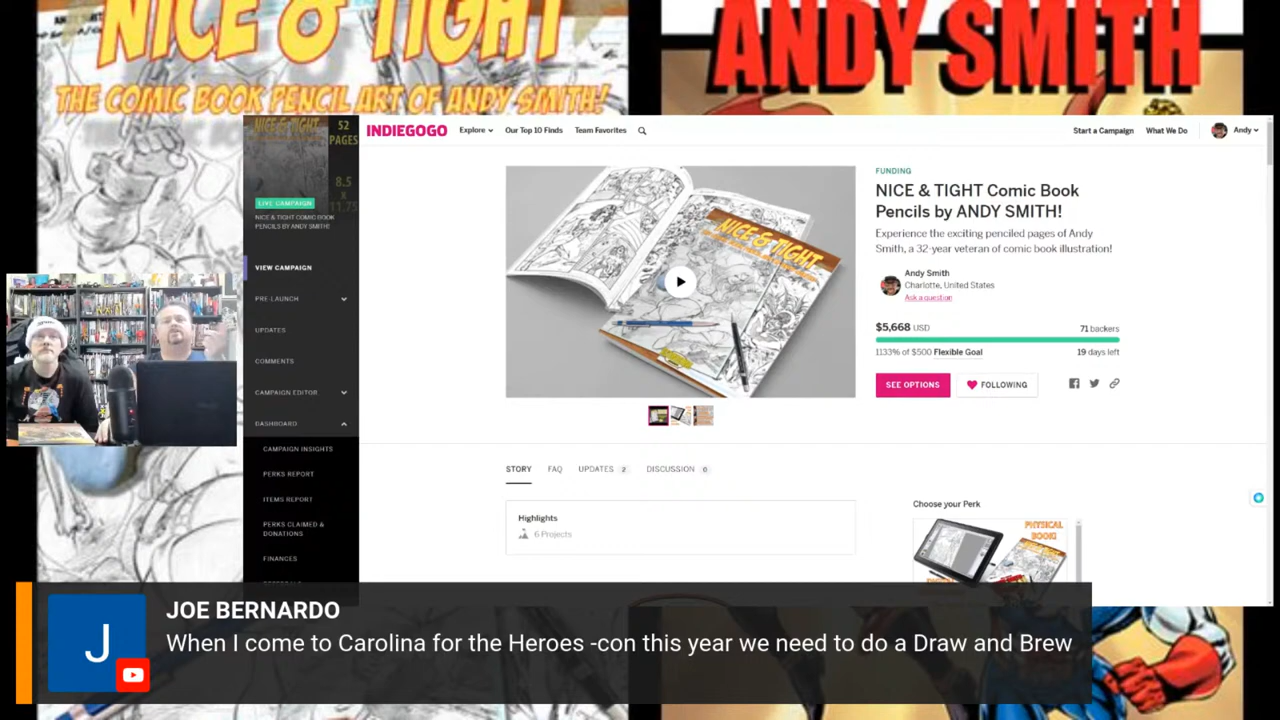 NICE & TIGHT
THE COMIC BOOK PENCIL ART OF ANDY SMITH!
ANDY SMITH
NICE & TIGHT
52
PAGES
8.5
x
11.75
LIVE CAMPAIGN
NICE & TIGHT COMIC BOOK
PENCILS BY ANDY SMITH!
VIEW CAMPAIGN
PRE-LAUNCH
UPDATES
COMMENTS
CAMPAIGN EDITOR
DASHBOARD
CAMPAIGN INSIGHTS
PERKS REPORT
ITEMS REPORT
PERKS CLAIMED &
DONATIONS
FINANCES
INDIEGOGO
Explore
Our Top 10 Finds
Team Favorites
Start a Campaign
What We Do
Andy
NICE & TIGHT
FUNDING
NICE & TIGHT Comic Book
Pencils by ANDY SMITH!
Experience the exciting penciled pages of Andy
Smith, a 32-year veteran of comic book illustration!
Andy Smith
Charlotte, United States
Ask a question
$5,668 USD
71 backers
1133% of $500 Flexible Goal
19 days left
SEE OPTIONS
FOLLOWING
STORY
FAQ
UPDATES 2
DISCUSSION 0
Highlights
6 Projects
Choose your Perk
PHYSICAL
BOOK!
J
JOE BERNARDO
When I come to Carolina for the Heroes -con this year we need to do a Draw and Brew